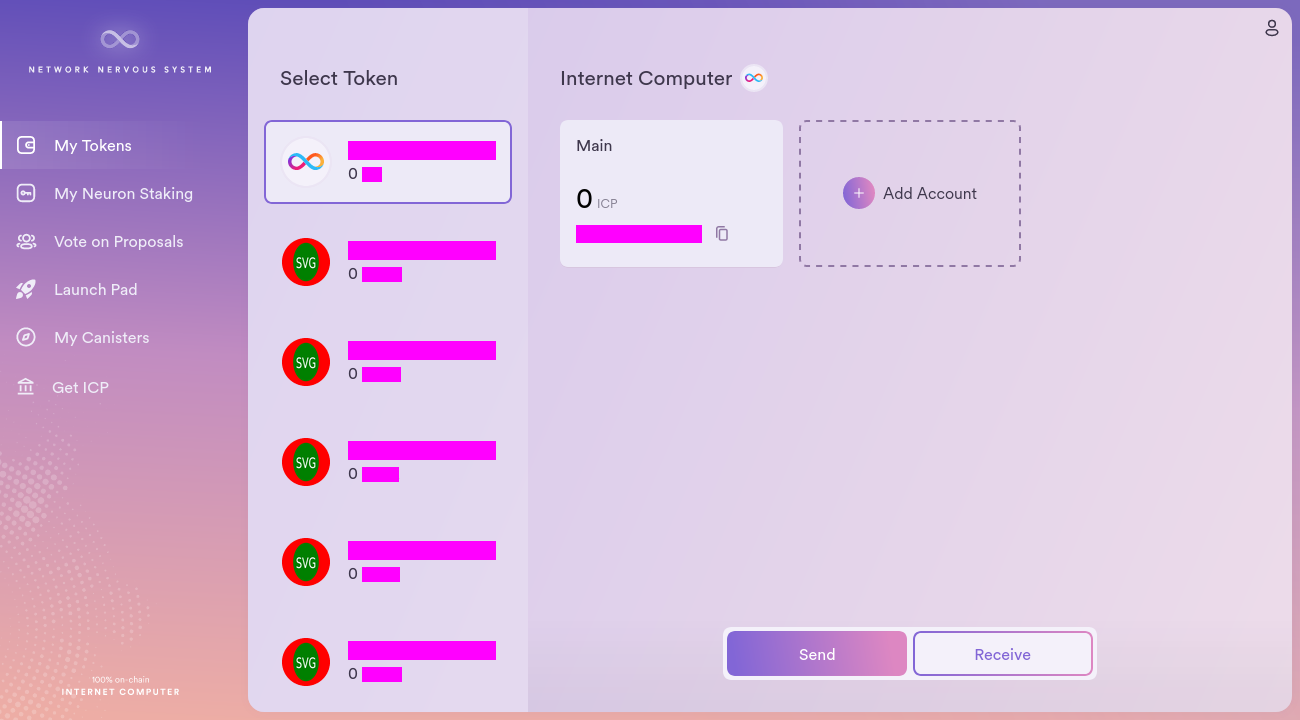 NETWORK NERVOUS SYSTEM
My Tokens
My Neuron Staking
Vote on Proposals
Launch Pad
My Canisters
Get ICP
100% on-chain
INTERNET COMPUTER
Select Token
0
SVG
0
SVG
0
SVG
0
SVG
0
SVG
0
Internet Computer
Main
0 ICP
Add Account
Send
Receive